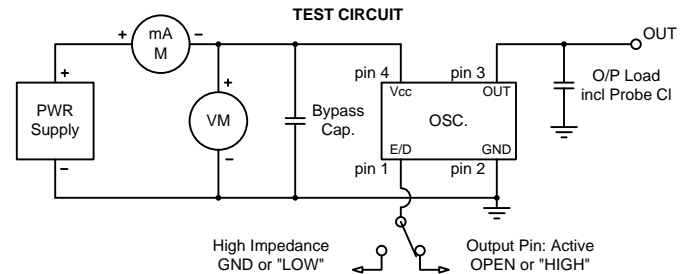 TEST CIRCUIT
OUT
+ mA –
M
+
PWR
Supply
–
+
VM
–
Bypass
Cap.
pin 4 pin 3
Vcc OUT
OSC.
E/D GND
pin 1 pin 2
O/P Load
incl Probe Cl
High Impedance
GND or "LOW"
Output Pin: Active
OPEN or "HIGH"